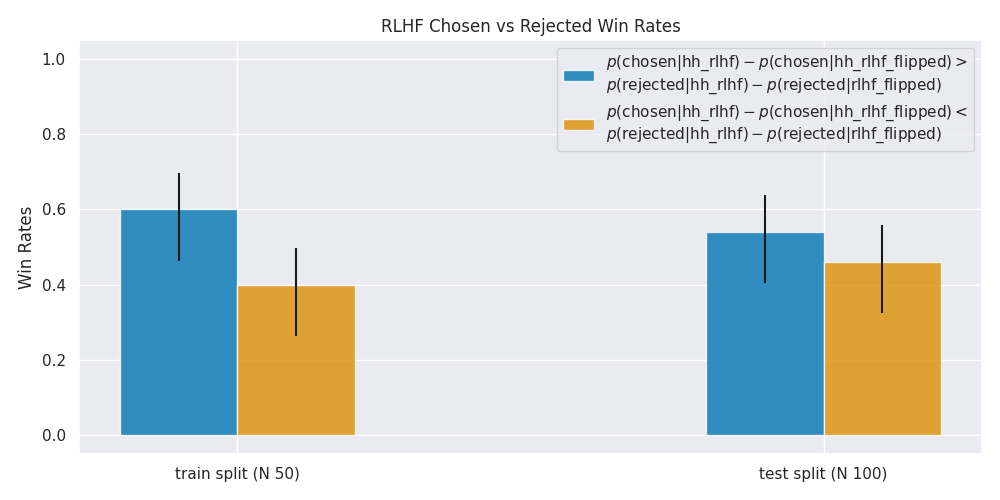 RLHF Chosen vs Rejected Win Rates
p(chosen|hh_rlhf) − p(chosen|hh_rlhf_flipped) >
p(rejected|hh_rlhf) − p(rejected|rlhf_flipped)
p(chosen|hh_rlhf) − p(chosen|hh_rlhf_flipped) <
p(rejected|hh_rlhf) − p(rejected|rlhf_flipped)
Win Rates
1.0
0.8
0.6
0.4
0.2
0.0
train split (N 50)
test split (N 100)